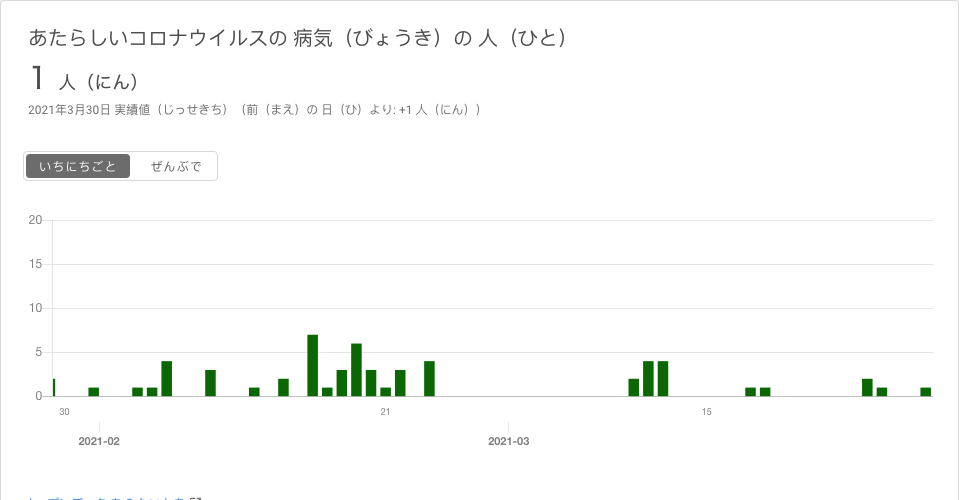 あたらしいコロナウイルスの 病気（びょうき）の 人（ひと）
1 人（にん）
2021年3月30日 実績値（じっせきち）（前（まえ）の 日（ひ）より: +1 人（にん））
いちにちごと ぜんぶで
20
15
10
5
0
30 21 15
2021-02 2021-03